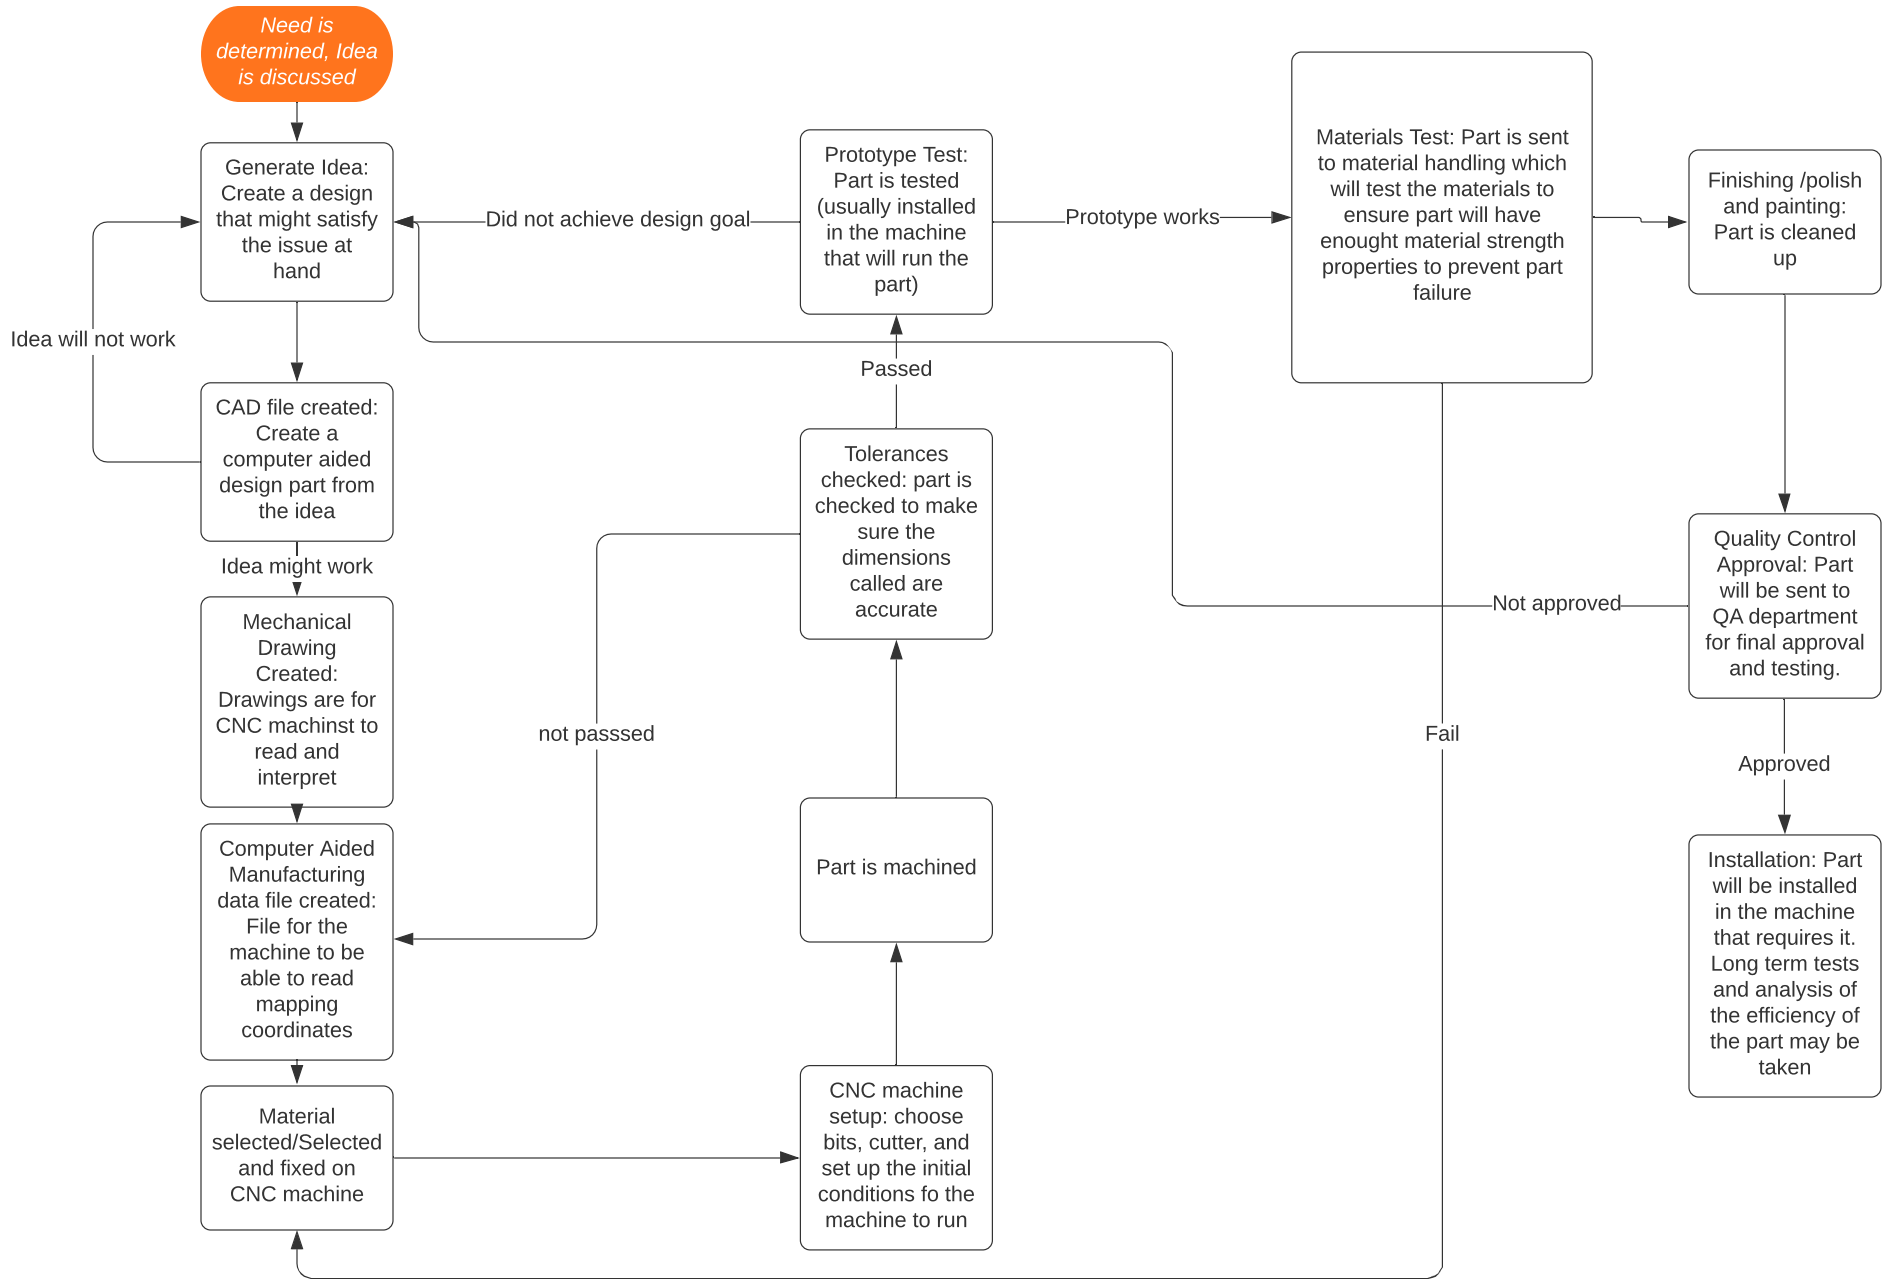 Need is
determined, Idea
is discussed
Generate Idea:
Create a design
that might satisfy
the issue at
hand
Idea will not work
CAD file created:
Create a
computer aided
design part from
the idea
Idea might work
Mechanical
Drawing
Created:
Drawings are for
CNC machinst to
read and
interpret
Computer Aided
Manufacturing
data file created:
File for the
machine to be
able to read
mapping
coordinates
Material
selected/Selected
and fixed on
CNC machine
CNC machine
setup: choose
bits, cutter, and
set up the initial
conditions fo the
machine to run
Part is machined
Tolerances
checked: part is
checked to make
sure the
dimensions
called are
accurate
not passsed
Passed
Prototype Test:
Part is tested
(usually installed
in the machine
that will run the
part)
Did not achieve design goal
Prototype works
Materials Test: Part is sent
to material handling which
will test the materials to
ensure part will have
enought material strength
properties to prevent part
failure
Fail
Finishing /polish
and painting:
Part is cleaned
up
Quality Control
Approval: Part
will be sent to
QA department
for final approval
and testing.
Not approved
Approved
Installation: Part
will be installed
in the machine
that requires it.
Long term tests
and analysis of
the efficiency of
the part may be
taken